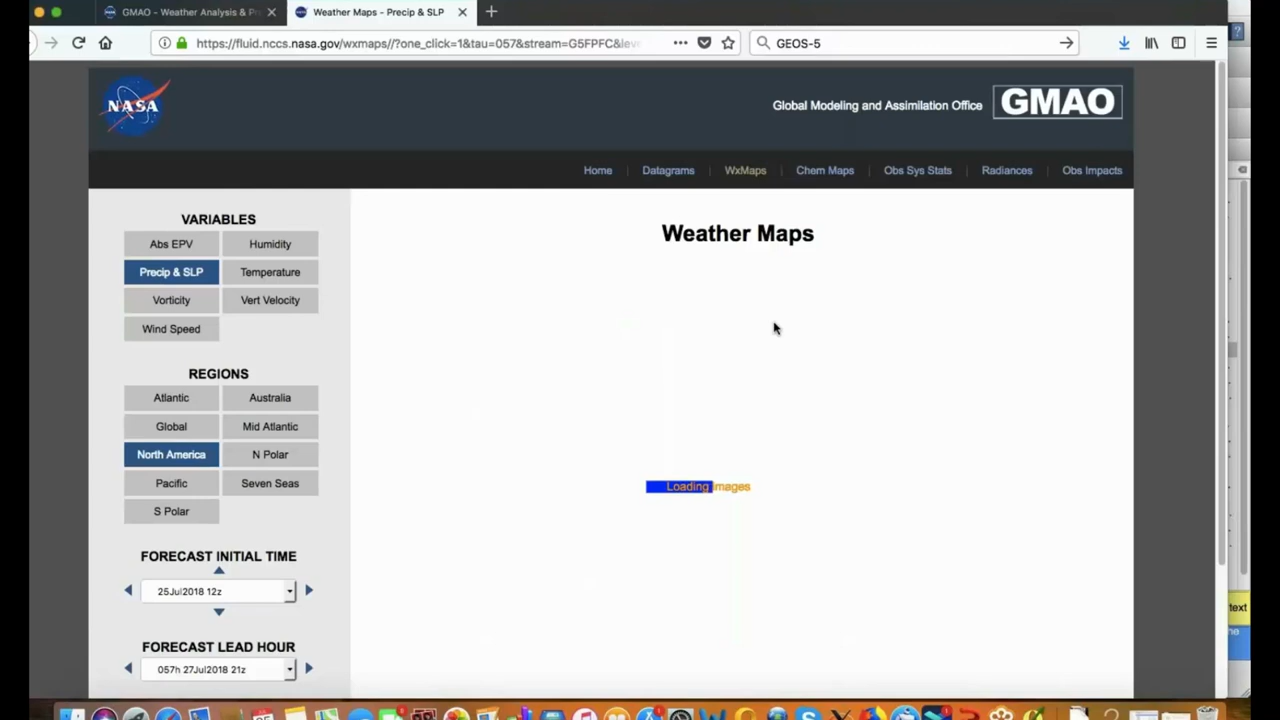 GMAO - Weather Analysis & Pr
Weather Maps - Precip & SLP
https://fluid.nccs.nasa.gov/wxmaps//?one_click=1&tau=057&stream=G5FPFC&leve
GEOS-5
NASA
Global Modeling and Assimilation Office
GMAO
Home
Datagrams
WxMaps
Chem Maps
Obs Sys Stats
Radiances
Obs Impacts
VARIABLES
Abs EPV
Humidity
Precip & SLP
Temperature
Vorticity
Vert Velocity
Wind Speed
REGIONS
Atlantic
Australia
Global
Mid Atlantic
North America
N Polar
Pacific
Seven Seas
S Polar
FORECAST INITIAL TIME
25Jul2018 12z
FORECAST LEAD HOUR
057h 27Jul2018 21z
Weather Maps
Loading images
text